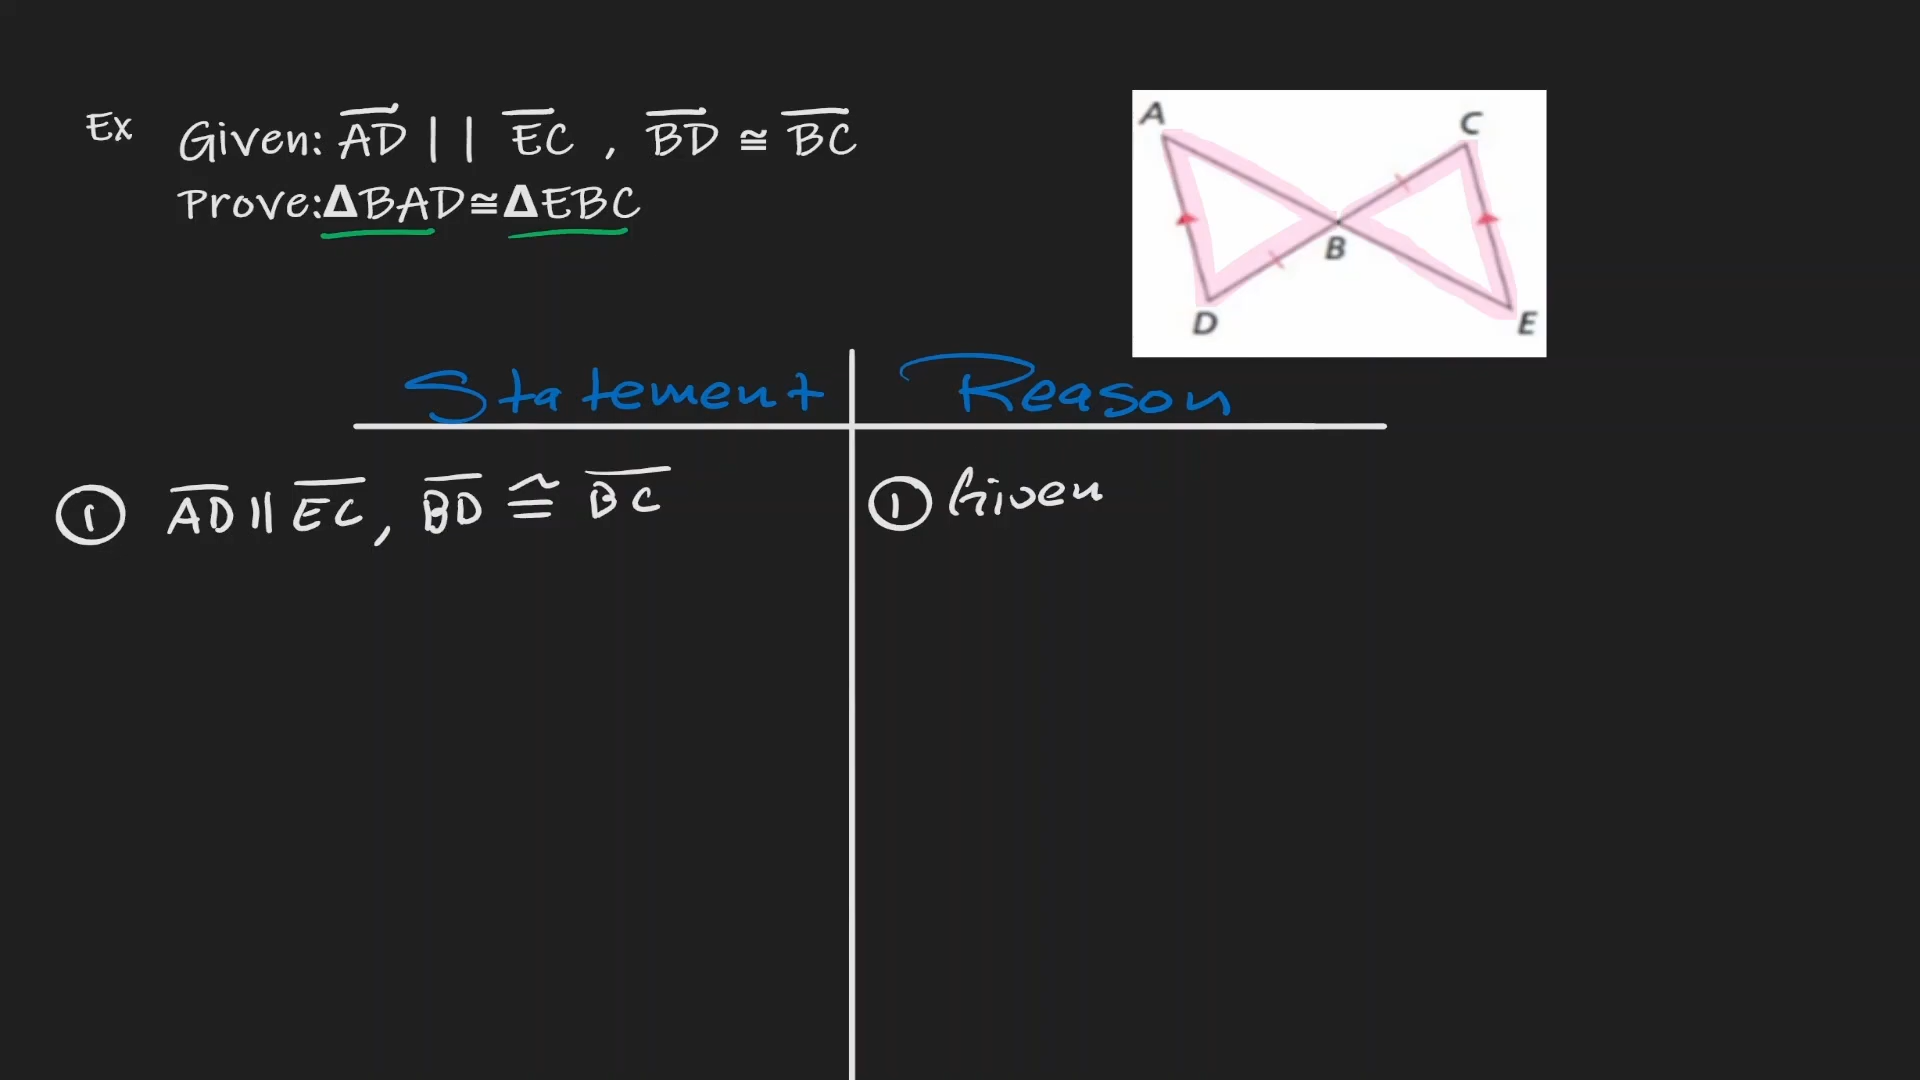 Ex Given: AD || EC , BD ≅ BC
Prove:ΔBAD≅ΔEBC
A
C
B
D
E
Statement Reason
① AD || EC, BD ≅ BC ① Given